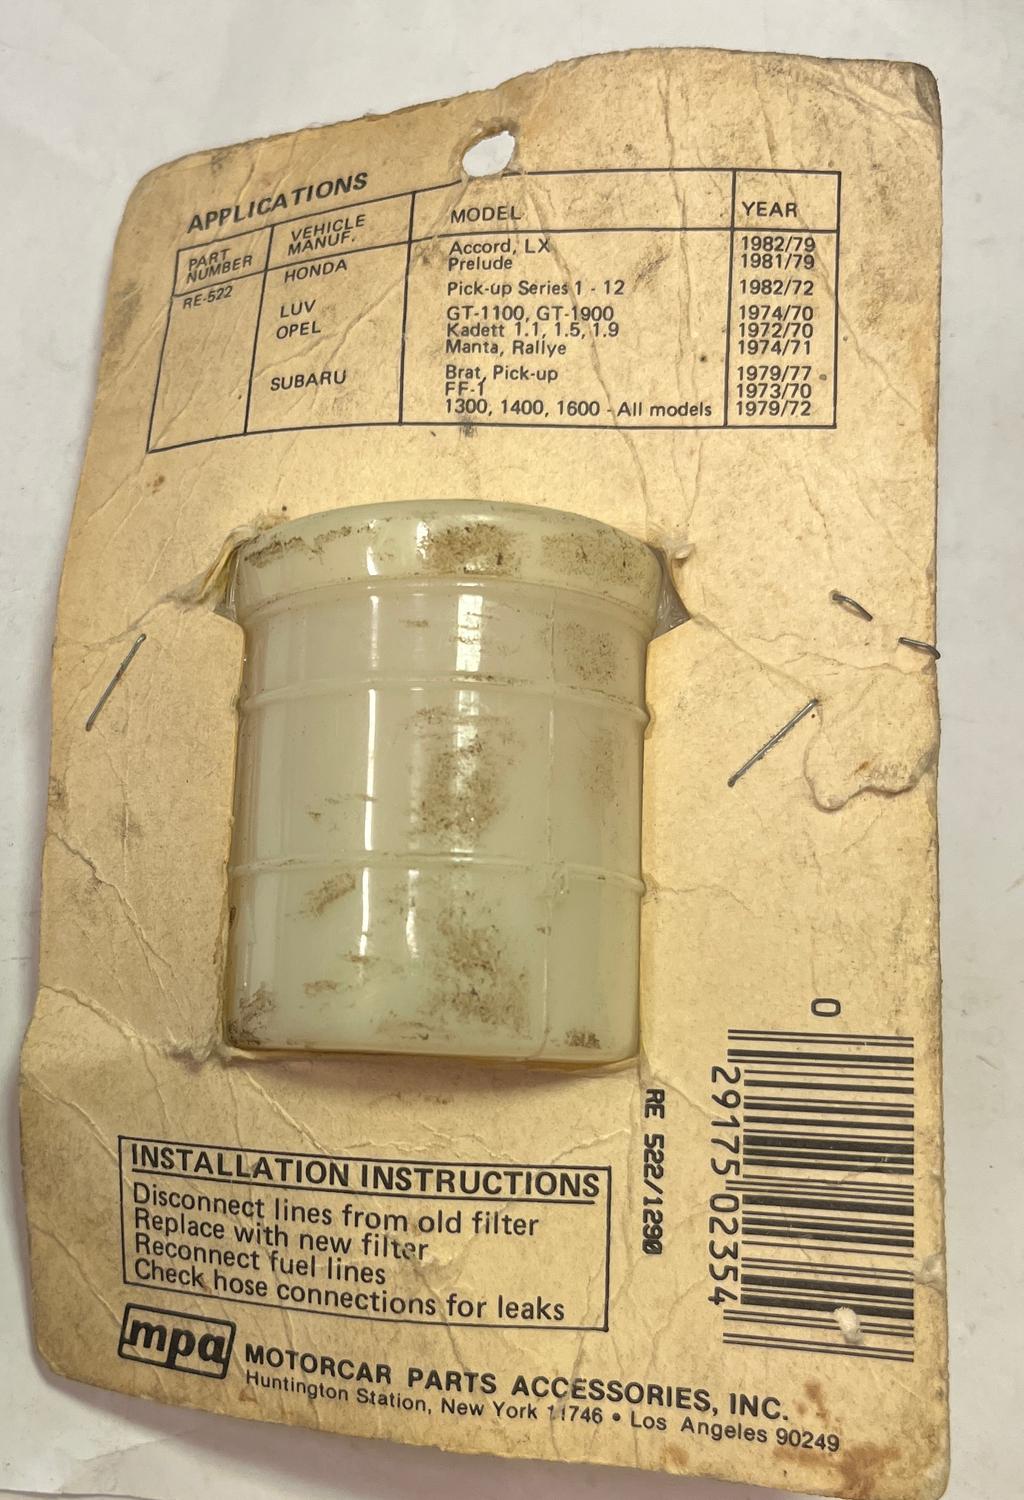 APPLICATIONS
PART NUMBER VEHICLE MANUF. MODEL YEAR
RE-522 HONDA Accord, LX 1982/79
Prelude 1981/79
LUV Pick-up Series 1 - 12 1982/72
OPEL GT-1100, GT-1900 1974/70
Kadett 1.1, 1.5, 1.9 1972/70
Manta, Rallye 1974/71
SUBARU Brat, Pick-up 1979/77
FF-1 1973/70
1300, 1400, 1600 - All models 1979/72
RE 522/1290
0 29175 02354
INSTALLATION INSTRUCTIONS
Disconnect lines from old filter
Replace with new filter
Reconnect fuel lines
Check hose connections for leaks
mpa MOTORCAR PARTS ACCESSORIES, INC.
Huntington Station, New York 11746 • Los Angeles 90249